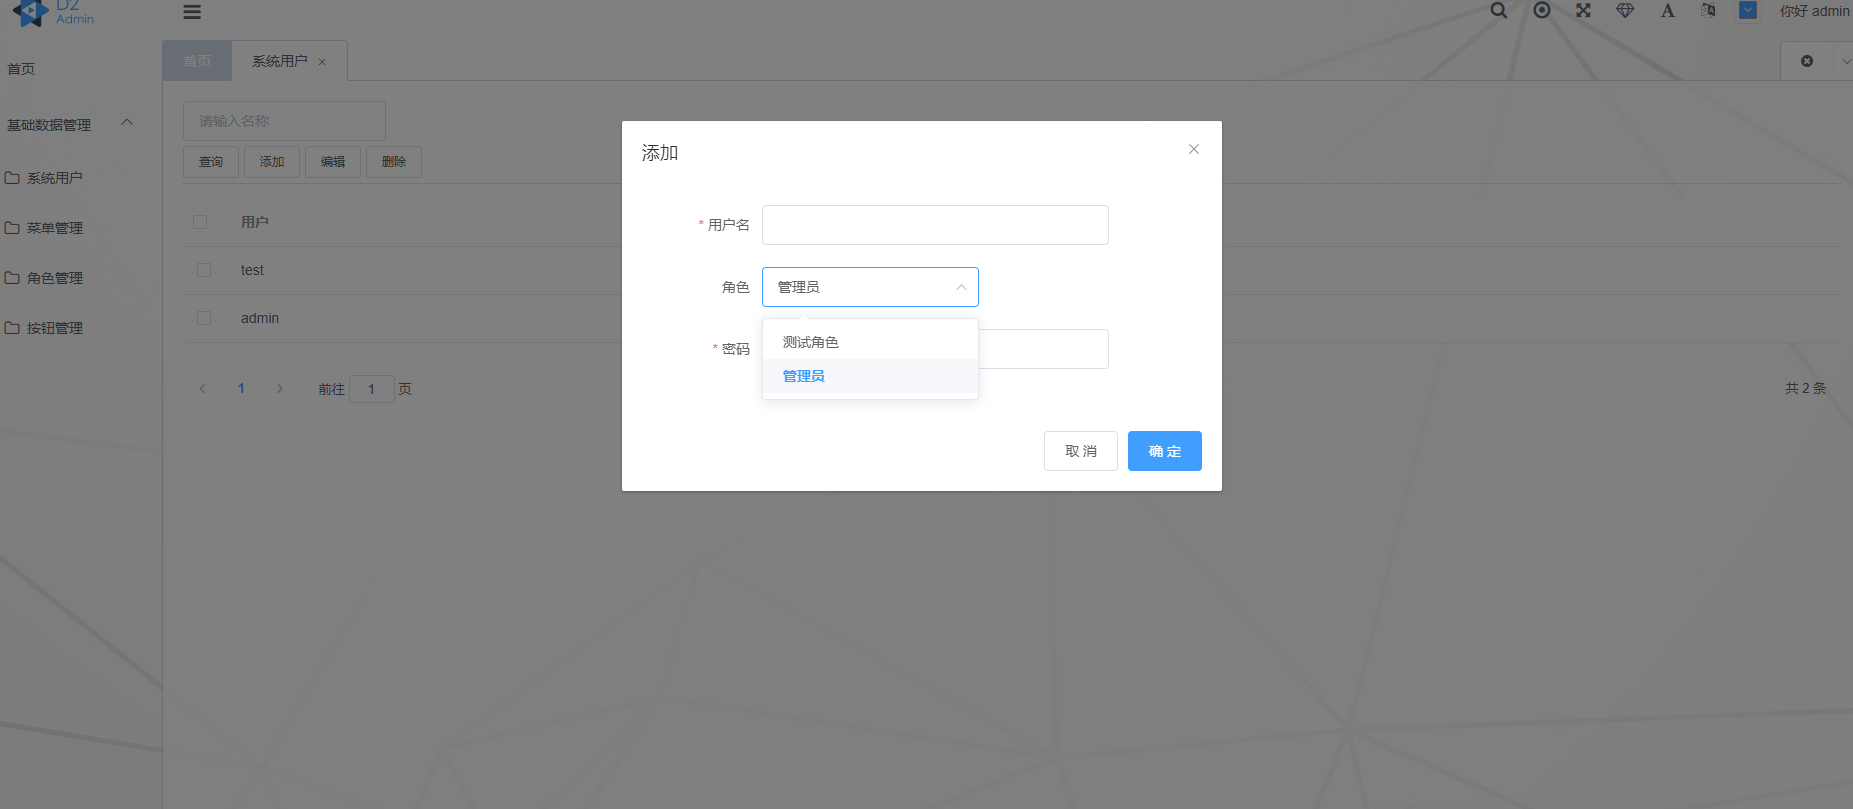 D2
Admin
你好 admin
首页
系统用户
首页
基础数据管理
系统用户
菜单管理
角色管理
按钮管理
请输入名称
查询
添加
编辑
删除
用户
test
admin
1
前往
1
页
共 2 条
添加
* 用户名
角色
管理员
测试角色
管理员
* 密码
取 消
确 定